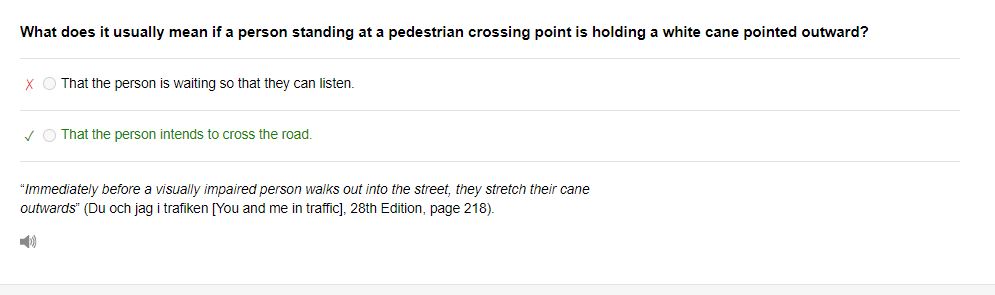 What does it usually mean if a person standing at a pedestrian crossing point is holding a white cane pointed outward?
✗ That the person is waiting so that they can listen.
✓ That the person intends to cross the road.
“Immediately before a visually impaired person walks out into the street, they stretch their cane
outwards” (Du och jag i trafiken [You and me in traffic], 28th Edition, page 218).